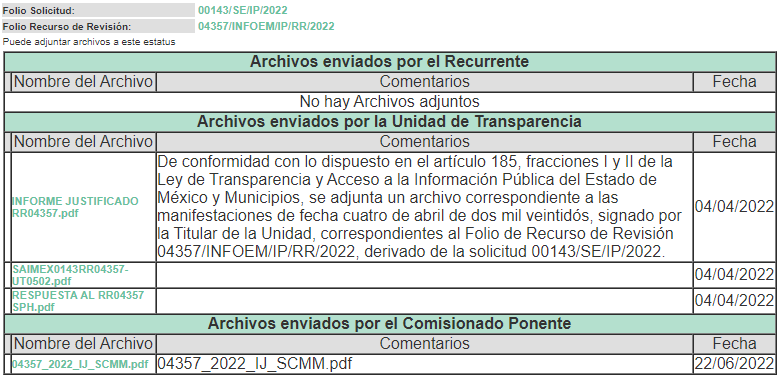 Folio Solicitud: 00143/SE/IP/2022
Folio Recurso de Revisión: 04357/INFOEM/IP/RR/2022
Puede adjuntar archivos a este estatus
Archivos enviados por el Recurrente
Nombre del Archivo Comentarios Fecha
No hay Archivos adjuntos
Archivos enviados por la Unidad de Transparencia
Nombre del Archivo Comentarios Fecha
INFORME JUSTIFICADO RR04357.pdf
De conformidad con lo dispuesto en el artículo 185, fracciones I y II de la
Ley de Transparencia y Acceso a la Información Pública del Estado de
México y Municipios, se adjunta un archivo correspondiente a las
manifestaciones de fecha cuatro de abril de dos mil veintidós, signado por
la Titular de la Unidad, correspondientes al Folio de Recurso de Revisión
04357/INFOEM/IP/RR/2022, derivado de la solicitud 00143/SE/IP/2022.
04/04/2022
SAIMEX0143RR04357-
UT0502.pdf
04/04/2022
RESPUESTA AL RR04357
SPH.pdf
04/04/2022
Archivos enviados por el Comisionado Ponente
Nombre del Archivo Comentarios Fecha
04357_2022_IJ_SCMM.pdf 04357_2022_IJ_SCMM.pdf 22/06/2022